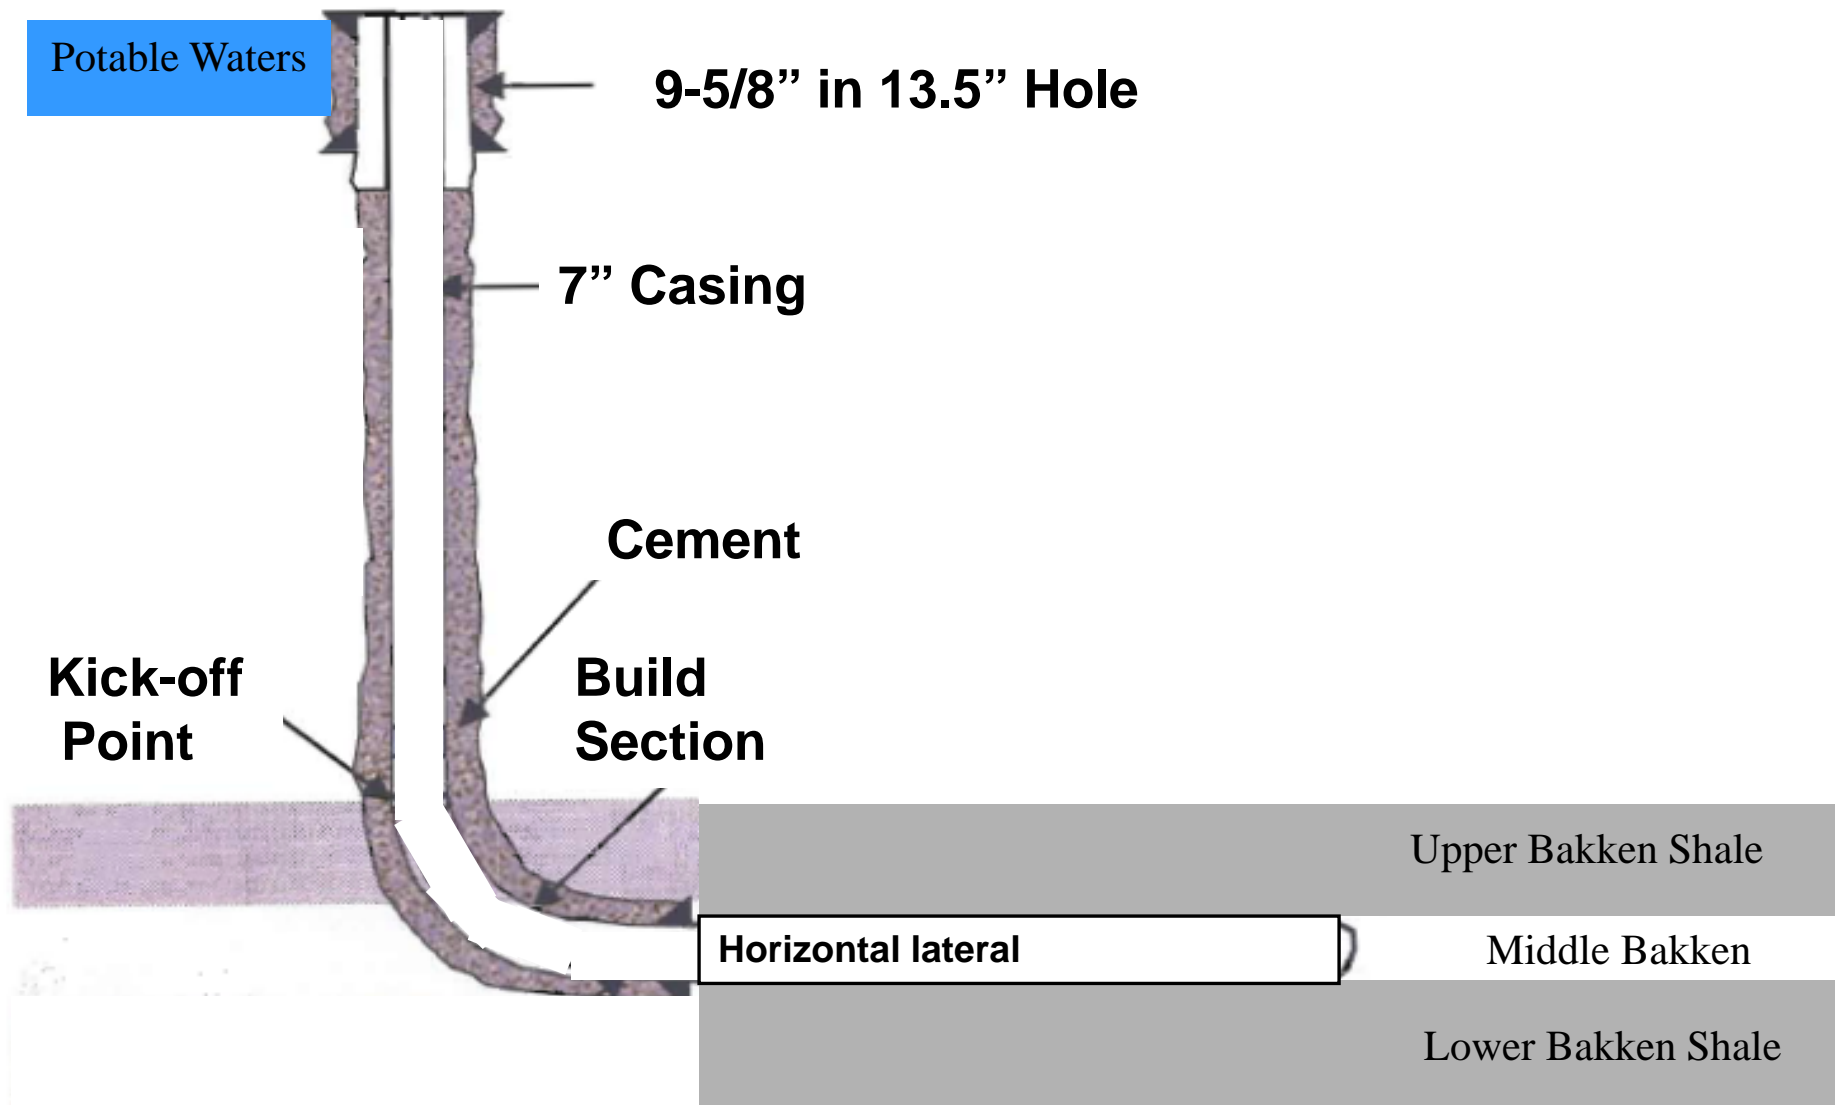 Potable Waters
9-5/8” in 13.5” Hole
7” Casing
Cement
Kick-off
Point
Build
Section
Upper Bakken Shale
Horizontal lateral
Middle Bakken
Lower Bakken Shale